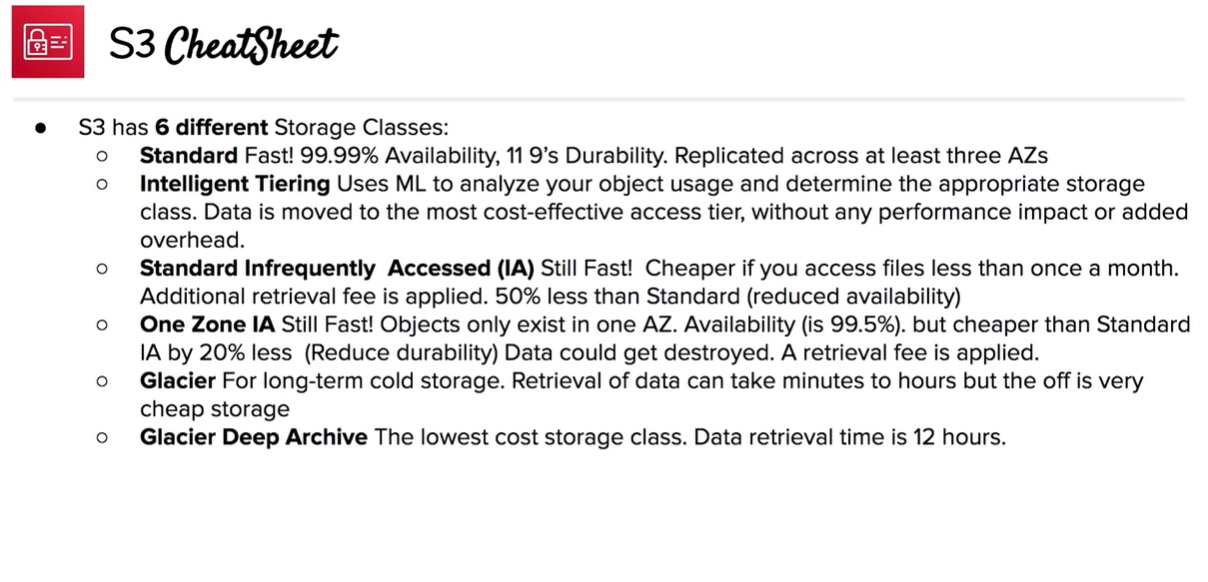 S3 CheatSheet
● S3 has 6 different Storage Classes:
○ Standard Fast! 99.99% Availability, 11 9's Durability. Replicated across at least three AZs
○ Intelligent Tiering Uses ML to analyze your object usage and determine the appropriate storage
class. Data is moved to the most cost-effective access tier, without any performance impact or added
overhead.
○ Standard Infrequently Accessed (IA) Still Fast! Cheaper if you access files less than once a month.
Additional retrieval fee is applied. 50% less than Standard (reduced availability)
○ One Zone IA Still Fast! Objects only exist in one AZ. Availability (is 99.5%). but cheaper than Standard
IA by 20% less (Reduce durability) Data could get destroyed. A retrieval fee is applied.
○ Glacier For long-term cold storage. Retrieval of data can take minutes to hours but the off is very
cheap storage
○ Glacier Deep Archive The lowest cost storage class. Data retrieval time is 12 hours.